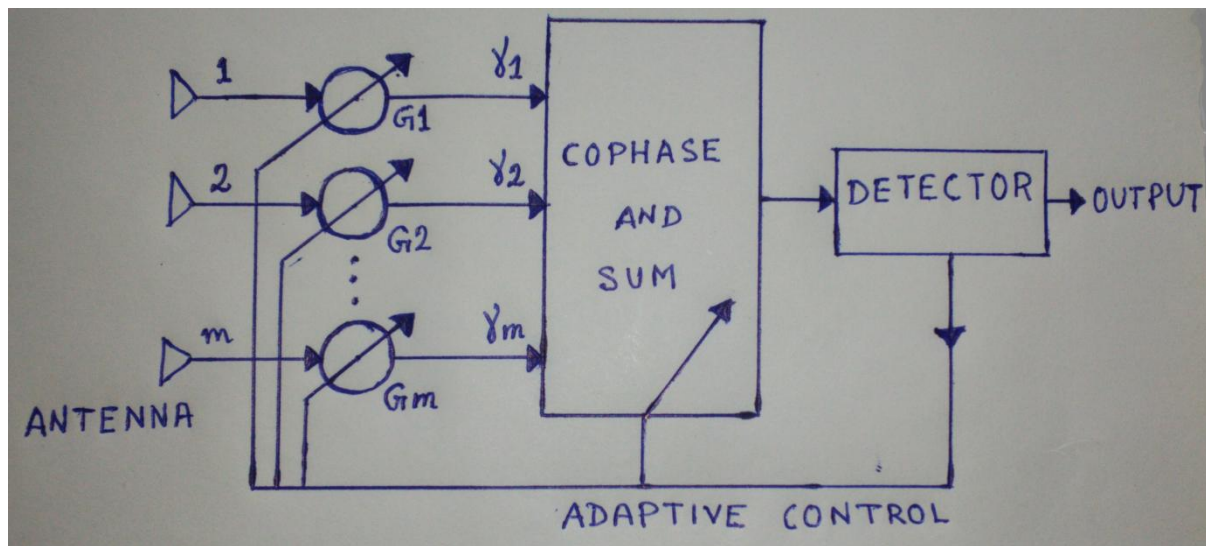 1
γ1
G1
COPHASE
AND
SUM
2
γ2
G2
DETECTOR
OUTPUT
m
γm
Gm
ANTENNA
ADAPTIVE CONTROL